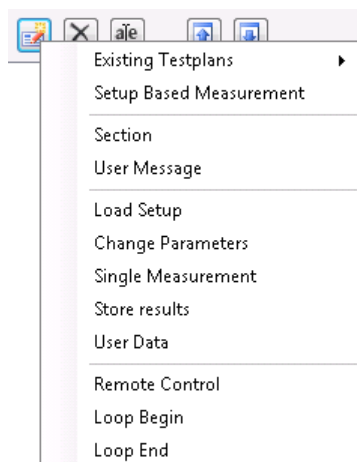 a|e
Existing Testplans
Setup Based Measurement
Section
User Message
Load Setup
Change Parameters
Single Measurement
Store results
User Data
Remote Control
Loop Begin
Loop End